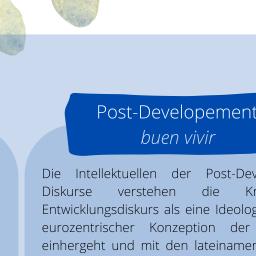 Post-Developement
buen vivir
Die Intellektuellen der Post-Dev
Diskurse verstehen die Kr
Entwicklungsdiskurs als eine Ideolog
eurozentrischer Konzeption der
einhergeht und mit den lateinamer